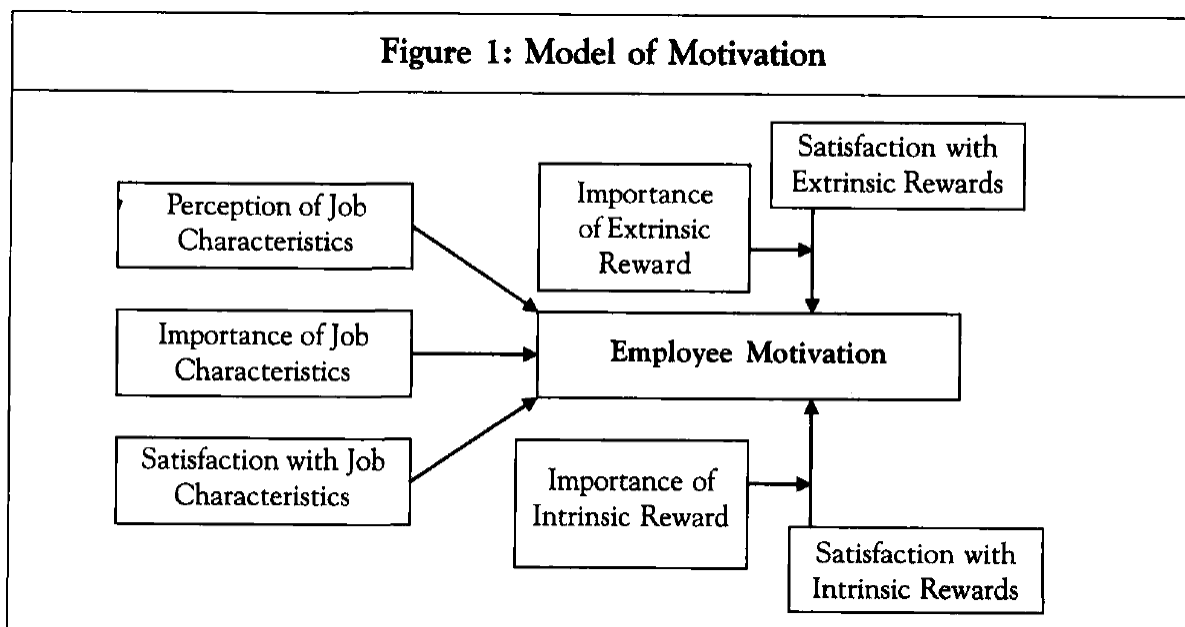 Figure 1: Model of Motivation
Perception of Job
Characteristics
Importance of Job
Characteristics
Satisfaction with Job
Characteristics
Importance
of Extrinsic
Reward
Satisfaction with
Extrinsic Rewards
Employee Motivation
Importance of
Intrinsic Reward
Satisfaction with
Intrinsic Rewards